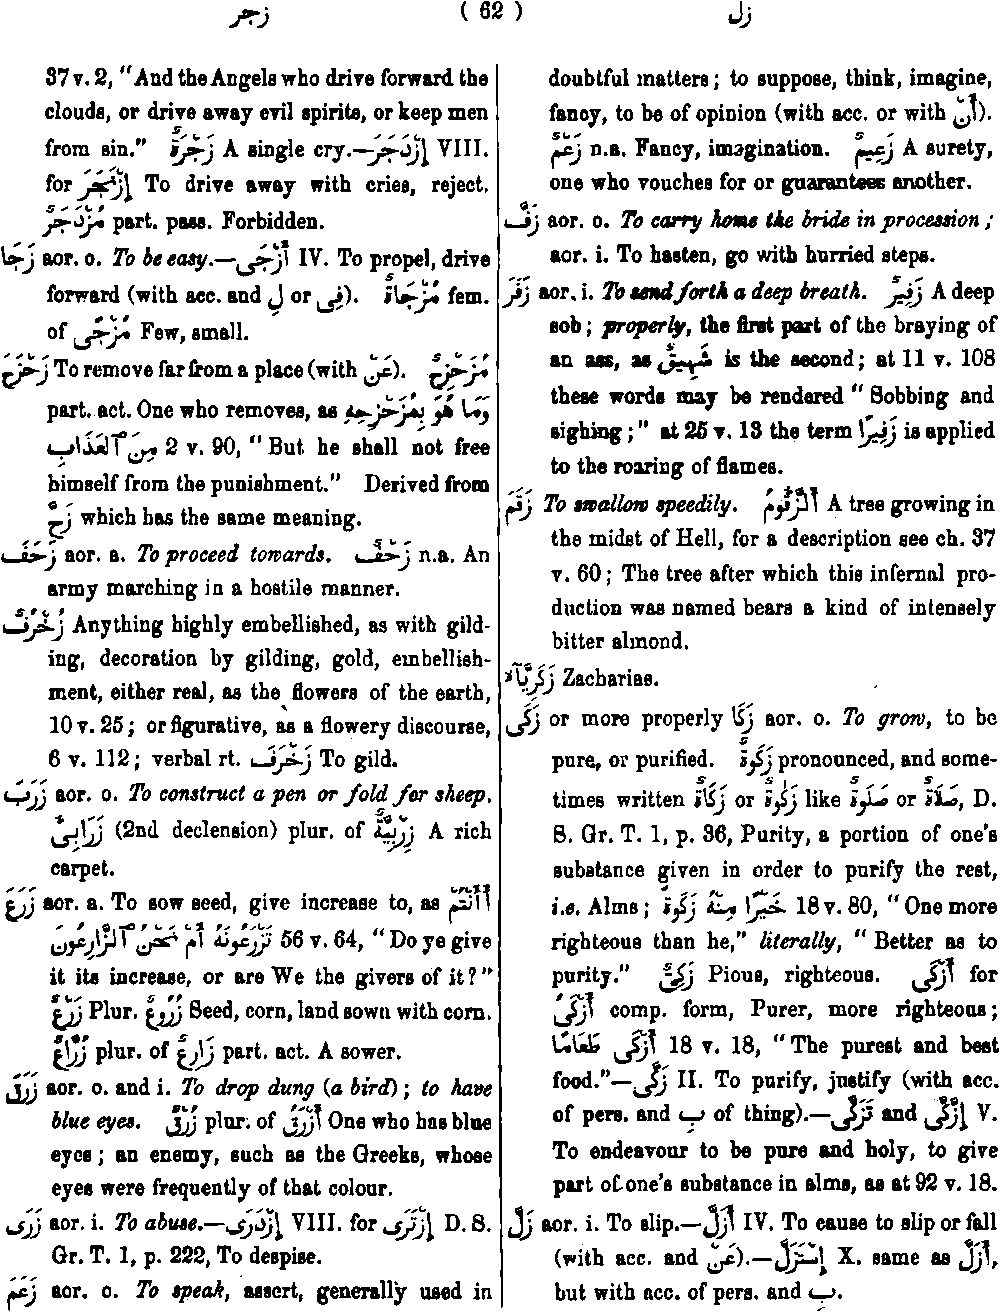 زجر
( 62 )
زل
37 v. 2, “And the Angels who drive forward the
clouds, or drive away evil spirits, or keep men
from sin.” زَجْرَةٌ A single cry.—إِزْدَجَرَ VIII.
for إِزْتَجَرَ To drive away with cries, reject.
مُزْدَجَرٌ part. pass. Forbidden.
زَجَا aor. o. To be easy.—أَزْجَى IV. To propel, drive
forward (with acc. and لِ or فِى). مُزْجَاةٌ fem.
of مُزْجًى Few, small.
زَحْزَحَ To remove far from a place (with عَنْ). مُزَحْزِحٌ
part. act. One who removes, as وَمَا هُوَ بِمُزَحْزِحِهِ
مِنَ ٱلْعَذَابِ 2 v. 90, “But he shall not free
himself from the punishment.” Derived from
زَحَّ which has the same meaning.
زَحَفَ aor. a. To proceed towards. زَحْفٌ n.a. An
army marching in a hostile manner.
زُخْرُفٌ Anything highly embellished, as with gild-
ing, decoration by gilding, gold, embellish-
ment, either real, as the flowers of the earth,
10 v. 25; or figurative, as a flowery discourse,
6 v. 112; verbal rt. زَخْرَفَ To gild.
زَرَبَ aor. o. To construct a pen or fold for sheep.
زَرَابِىُّ (2nd declension) plur. of زِرْبِيَّةٌ A rich
carpet.
زَرَعَ aor. a. To sow seed, give increase to, as أَأَنْتُمْ
تَزْرَعُونَهُ أَمْ نَحْنُ ٱلزَّارِعُونَ 56 v. 64, “Do ye give
it its increase, or are We the givers of it?”
زَرْعٌ Plur. زُرُوعٌ Seed, corn, land sown with corn.
زُرَّاعٌ plur. of زَارِعٌ part. act. A sower.
زَرَقَ aor. o. and i. To drop dung (a bird); to have
blue eyes. زُرْقٌ plur. of أَزْرَقُ One who has blue
eyes; an enemy, such as the Greeks, whose
eyes were frequently of that colour.
زَرَى aor. i. To abuse.—إِزْدَرَى VIII. for إِزْتَرَى D. S.
Gr. T. 1, p. 222, To despise.
زَعَمَ aor. o. To speak, assert, generally used in
doubtful matters; to suppose, think, imagine,
fancy, to be of opinion (with acc. or with أَنْ).
زَعْمٌ n.a. Fancy, imagination. زَعِيمٌ A surety,
one who vouches for or guarantees another.
زَفَّ aor. o. To carry home the bride in procession;
aor. i. To hasten, go with hurried steps.
زَفَرَ aor. i. To send forth a deep breath. زَفِيرٌ A deep
sob; properly, the first part of the braying of
an ass, as شَهِيقٌ is the second; at 11 v. 108
these words may be rendered “Sobbing and
sighing;” at 25 v. 13 the term زَفِيرًا is applied
to the roaring of flames.
زَقَمَ To swallow speedily. أَلزَّقُّومُ A tree growing in
the midst of Hell, for a description see ch. 37
v. 60; The tree after which this infernal pro-
duction was named bears a kind of intensely
bitter almond.
زَكَرِيَّآءُ Zacharias.
زَكَى or more properly زَكَا aor. o. To grow, to be
pure, or purified. زَكَوةٌ pronounced, and some-
times written زَكَاةٌ or زَكٰوةٌ like صَلَوةٌ or صَلَاةٌ, D.
S. Gr. T. 1, p. 36, Purity, a portion of one’s
substance given in order to purify the rest,
i.e. Alms; خَيْرًا مِنْهُ زَكَوةً 18 v. 80, “One more
righteous than he,” literally, “Better as to
purity.” زَكِىٌّ Pious, righteous. أَزْكَى for
أَزْكَىُ comp. form, Purer, more righteous;
أَزْكَى طَعَامًا 18 v. 18, “The purest and best
food.”—زَكَّى II. To purify, justify (with acc.
of pers. and بِ of thing).—تَزَكَّى and إِزَّكَّى V.
To endeavour to be pure and holy, to give
part of one’s substance in alms, as at 92 v. 18.
زَلَّ aor. i. To slip.—أَزَلَّ IV. To cause to slip or fall
(with acc. and عَنْ).—إِسْتَزَلَّ X. same as أَزَلَّ,
but with acc. of pers. and بِ.